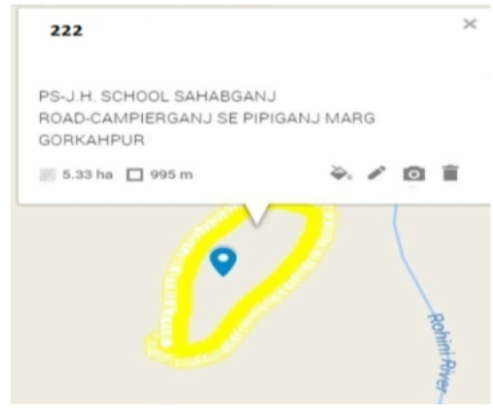 222
PS-J.H. SCHOOL SAHABGANJ
ROAD-CAMPIERGANJ SE PIPIGANJ MARG
GORKAHPUR
5.33 ha 995 m
Rohini River